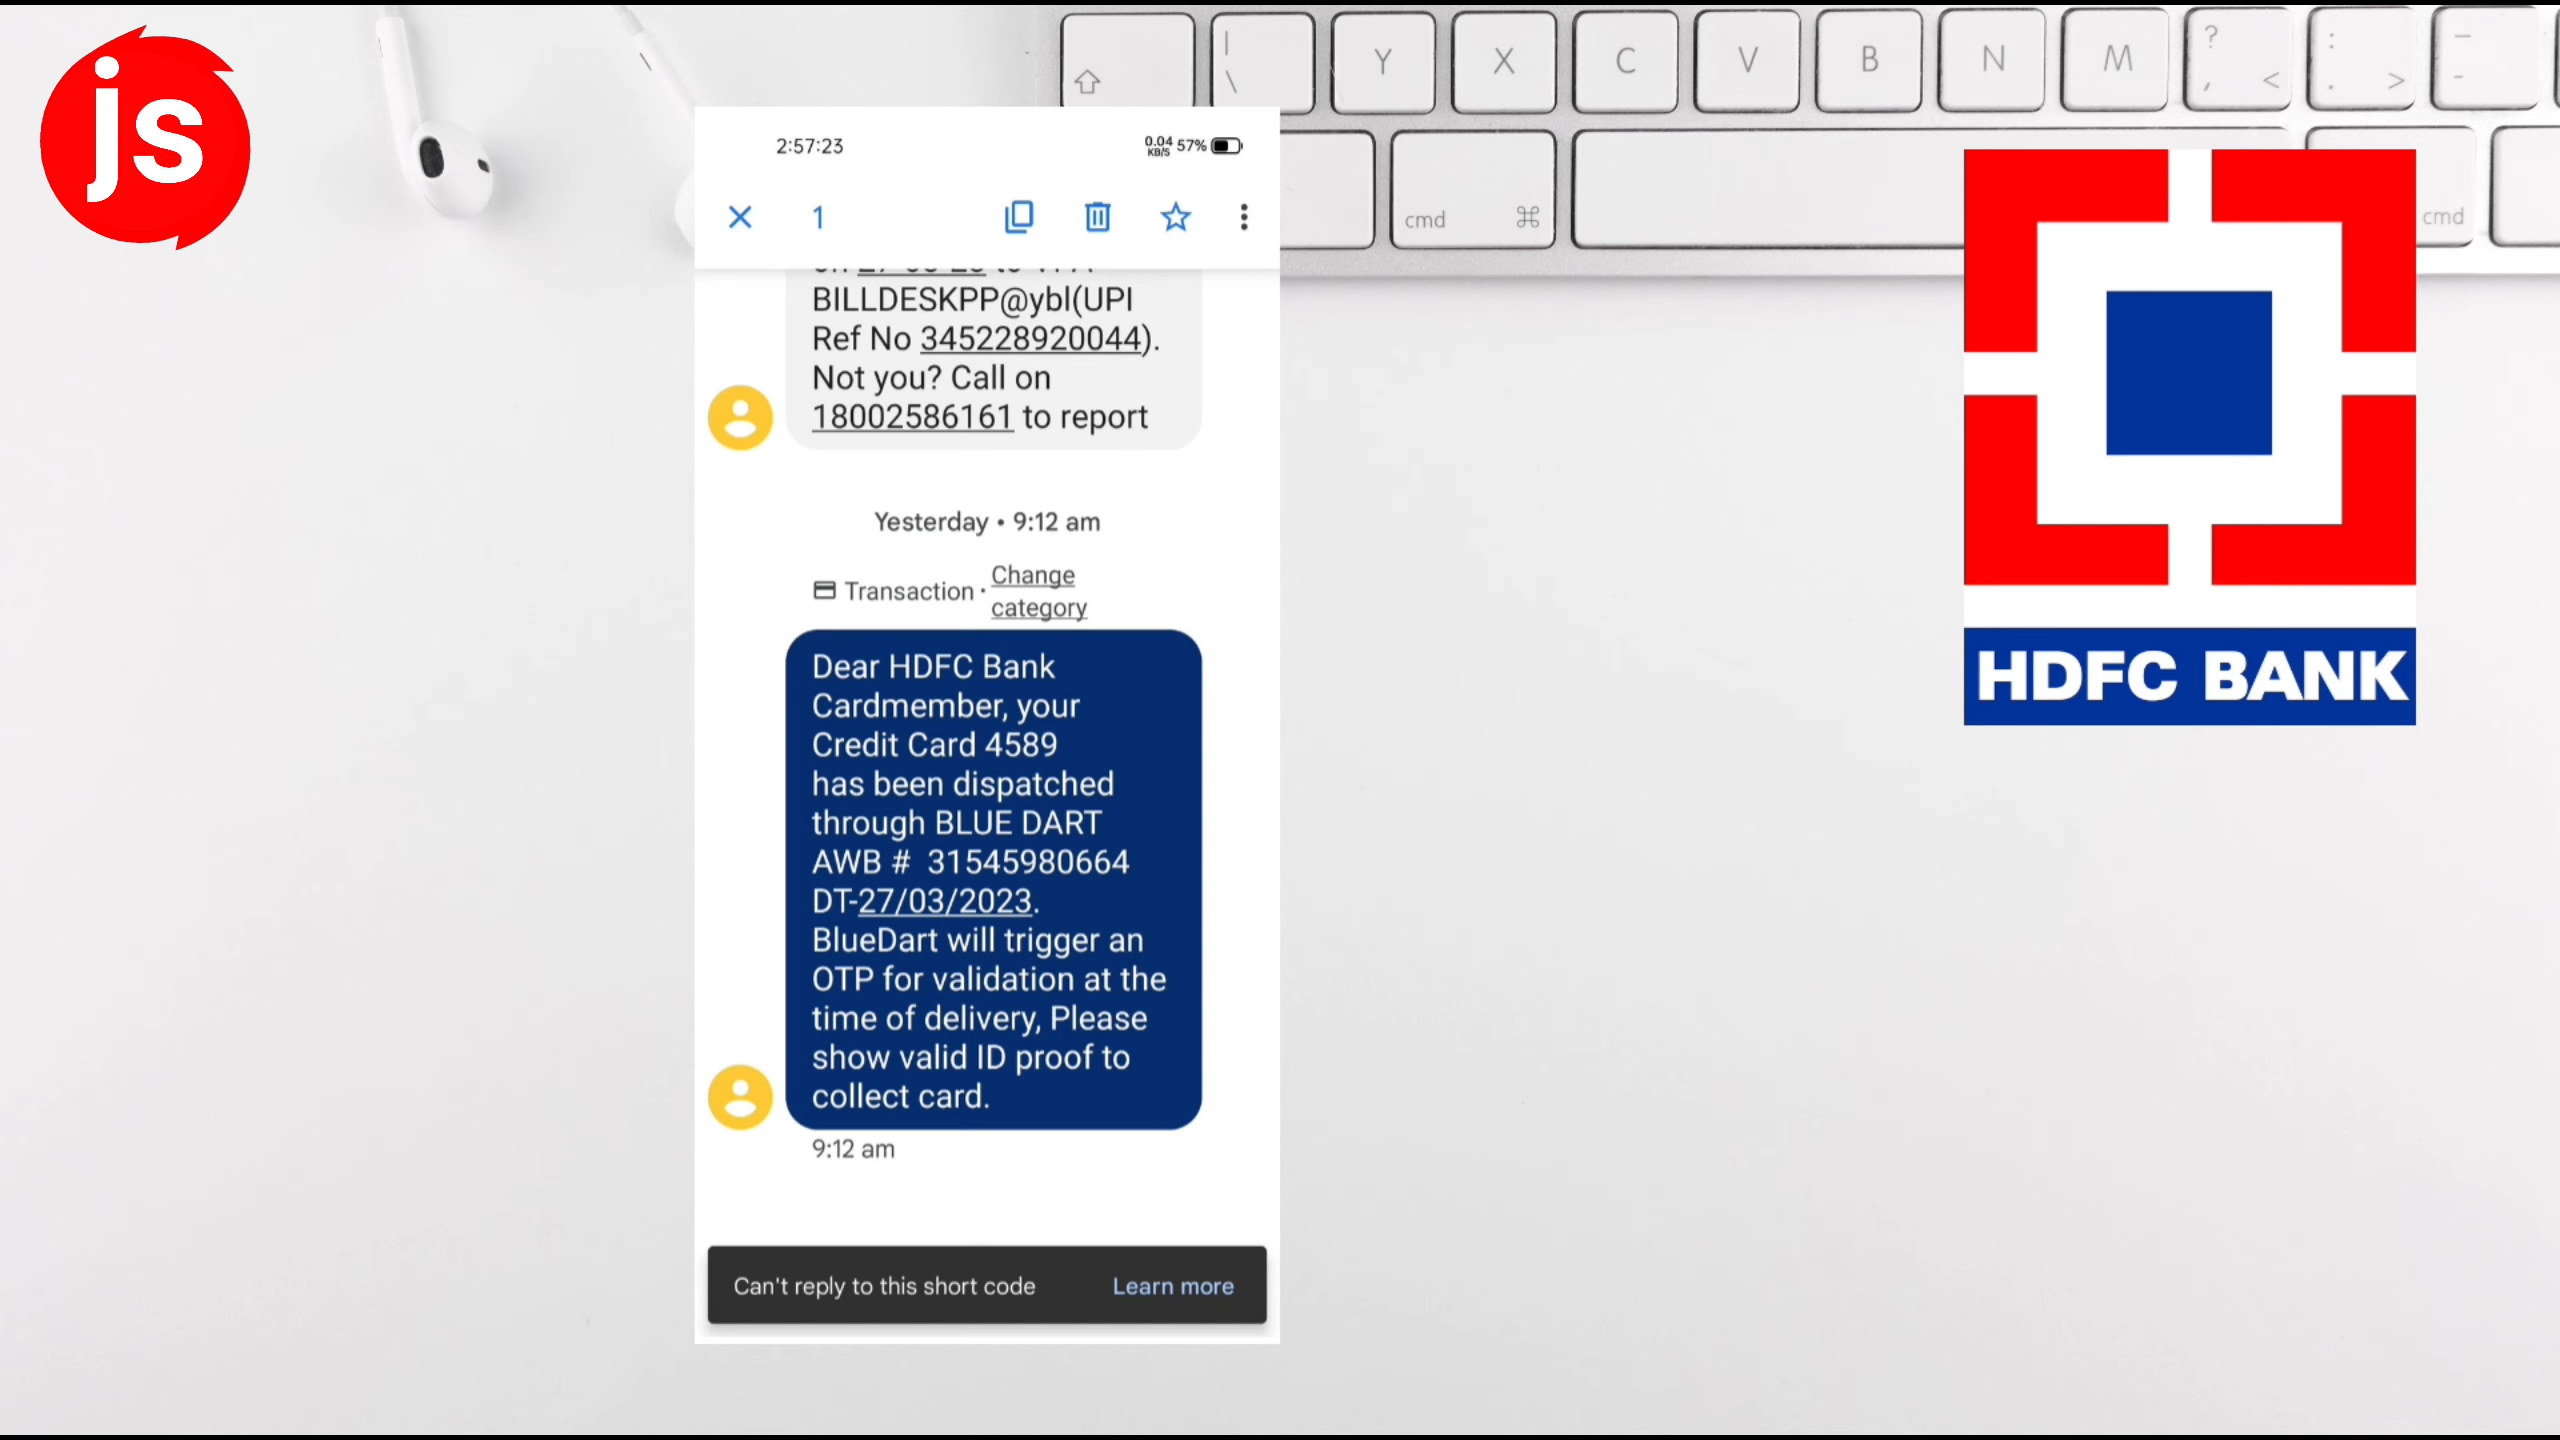 js
| Y X C V B N M ? : –
\ , < . > -
cmd ⌘ cmd
2:57:23
0.04 KB/S 57%
1
BILLDESKPP@ybl(UPI
Ref No 345228920044).
Not you? Call on
18002586161 to report
Yesterday • 9:12 am
Transaction · Change
category
Dear HDFC Bank
Cardmember, your
Credit Card 4589
has been dispatched
through BLUE DART
AWB #  31545980664
DT-27/03/2023.
BlueDart will trigger an
OTP for validation at the
time of delivery, Please
show valid ID proof to
collect card.
9:12 am
Can't reply to this short code Learn more
HDFC BANK